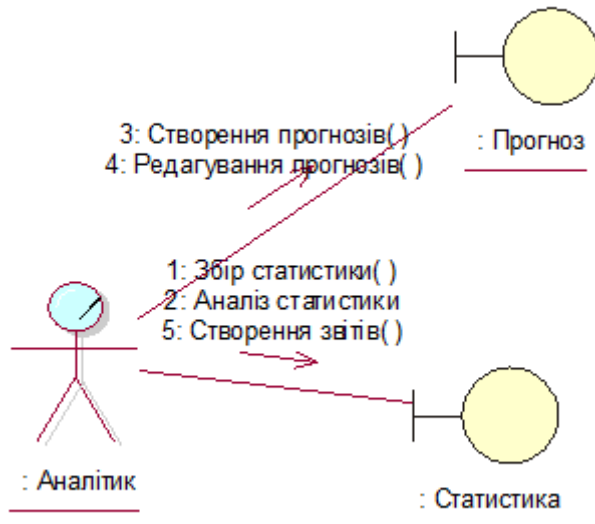 3: Створення прогнозів( )
4: Редагування прогнозів( )
: Прогноз
1: Збір статистики( )
2: Аналіз статистики
5: Створення звітів( )
: Аналітик
: Статистика